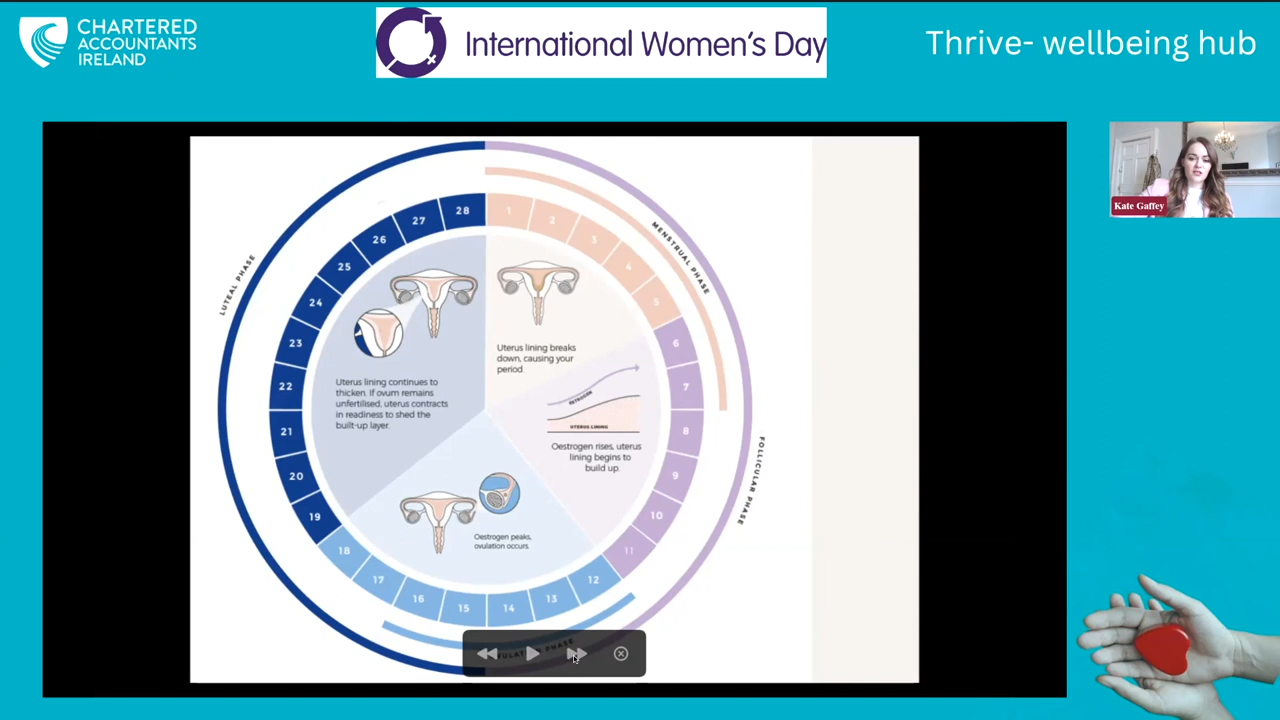 CHARTERED
ACCOUNTANTS
IRELAND
International Women's Day
Thrive- wellbeing hub
Kate Gaffey
LUTEAL PHASE
MENSTRUAL PHASE
FOLLICULAR PHASE
1
2
3
4
5
6
7
8
9
10
11
12
13
14
15
16
17
18
19
20
21
22
23
24
25
26
27
28
Uterus lining breaks
down, causing your
period.
UTERUS LINING
Oestrogen rises, uterus
lining begins to
build up.
Oestrogen peaks,
ovulation occurs.
Uterus lining continues to
thicken. If ovum remains
unfertilised, uterus contracts
in readiness to shed the
built-up layer.
PHASE